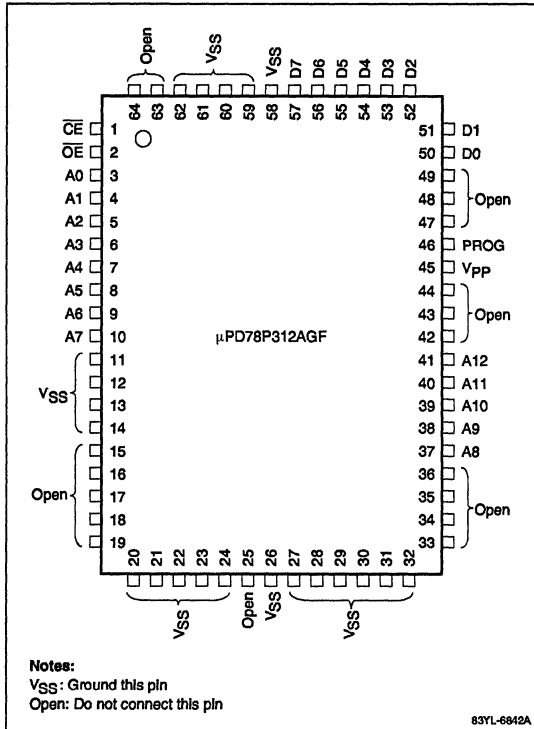 Open VSS VSS D7 D6 D5 D4 D3 D2
64 63 62 61 60 59 58 57 56 55 54 53 52
CE 1 51 D1
OE 2 50 D0
A0 3 49
A1 4 48 Open
A2 5 47
A3 6 46 PROG
A4 7 45 VPP
A5 8 44
A6 9 43 Open
A7 10 42
μPD78P312AGF
11 41 A12
VSS 12 40 A11
13 39 A10
14 38 A9
15 37 A8
16 36
Open 17 35 Open
18 34
19 33
20 21 22 23 24 25 26 27 28 29 30 31 32
VSS Open VSS VSS
Notes:
VSS: Ground this pin
Open: Do not connect this pin
83YL-6842A